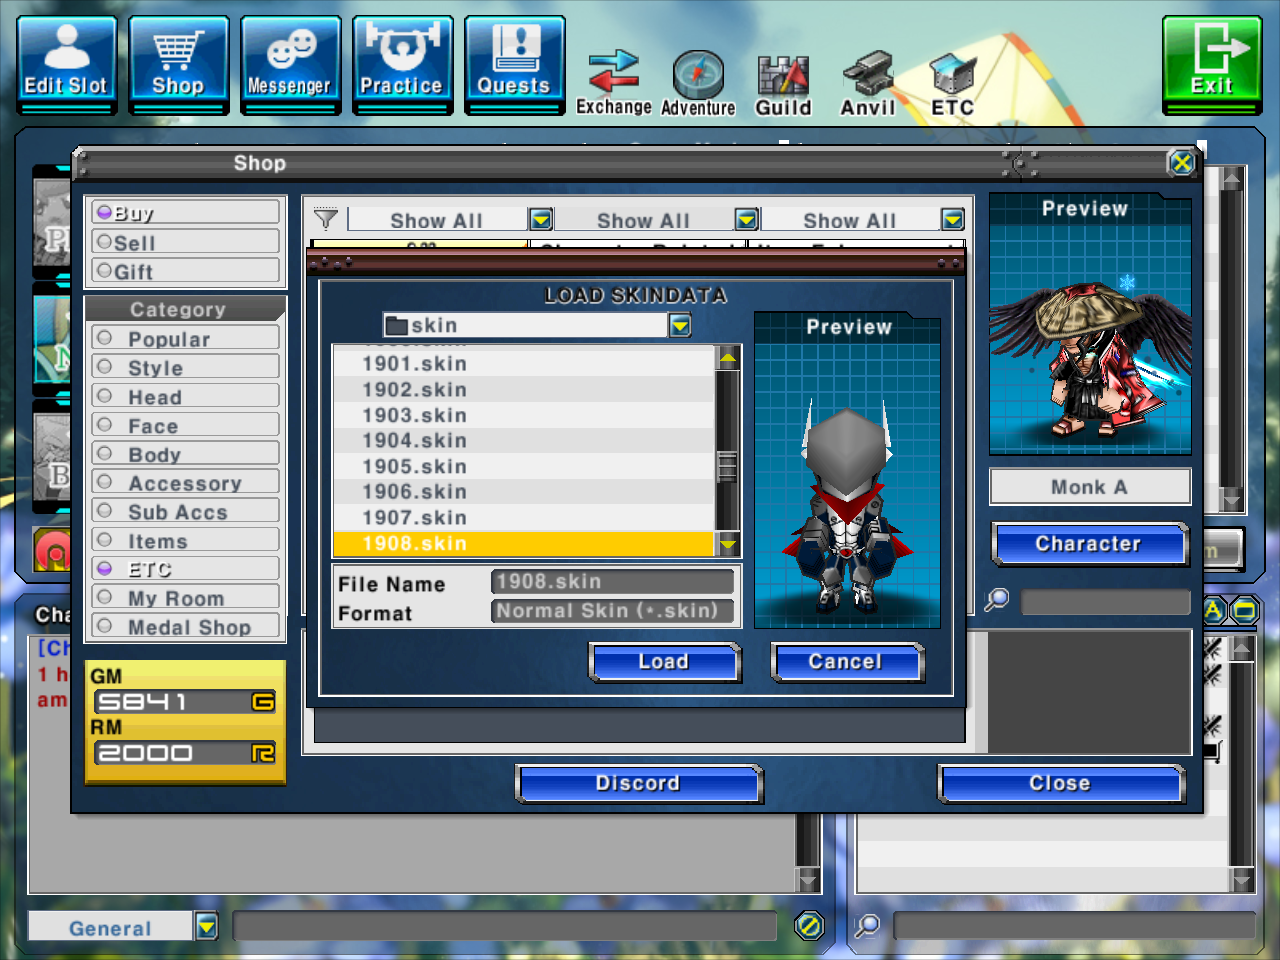 Edit Slot
Shop
Messenger
Practice
Quests
Exchange
Adventure
Guild
Anvil
ETC
Exit
Shop
Buy
Sell
Gift
Category
Popular
Style
Head
Face
Body
Accessory
Sub Accs
Items
ETC
My Room
Medal Shop
GM
5841 G
RM
2000 R
Show All
Show All
Show All
LOAD SKINDATA
skin
1901.skin
1902.skin
1903.skin
1904.skin
1905.skin
1906.skin
1907.skin
1908.skin
File Name
1908.skin
Format
Normal Skin (*.skin)
Preview
Load
Cancel
Preview
Monk A
Character
Discord
Close
Cha
[Ch
1 h
am
General